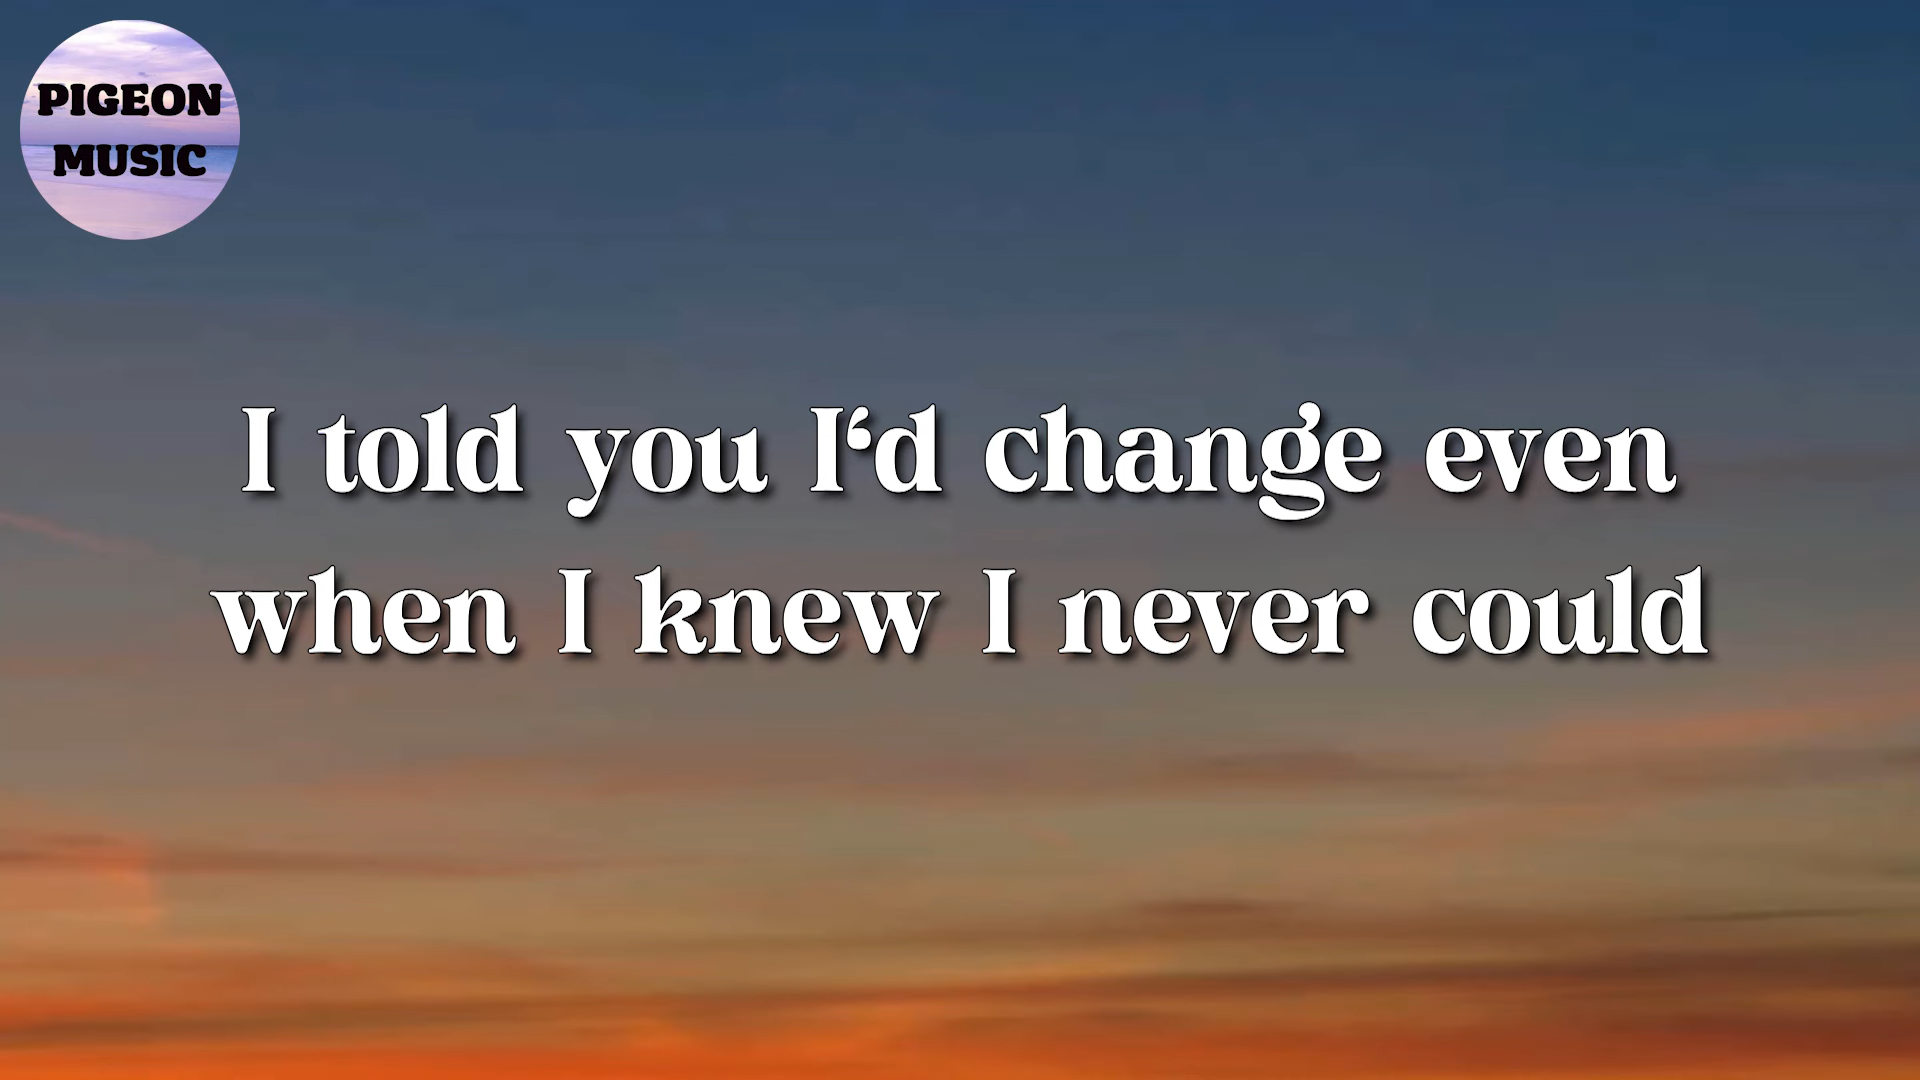 PIGEON
MUSIC
I told you I‘d change even
when I knew I never could